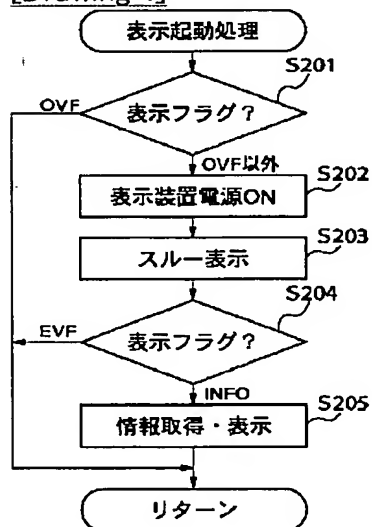 表示起動処理
S201
OVF
表示フラグ?
OVF以外
S202
表示装置電源ON
S203
スルー表示
S204
EVF
表示フラグ?
INFO
S205
情報取得・表示
リターン